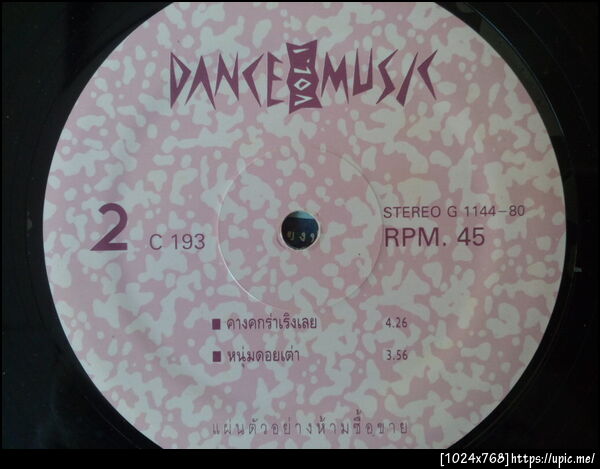 DANCE VOL.1 MUSIC
2 C 193
STEREO G 1144-80
RPM. 45
■ คางคกร่าเริงเลย 4.26
■ หนุ่มดอยเต่า 3.56
แผ่นตัวอย่างห้ามซื้อขาย
[1024x768]https://upic.me/